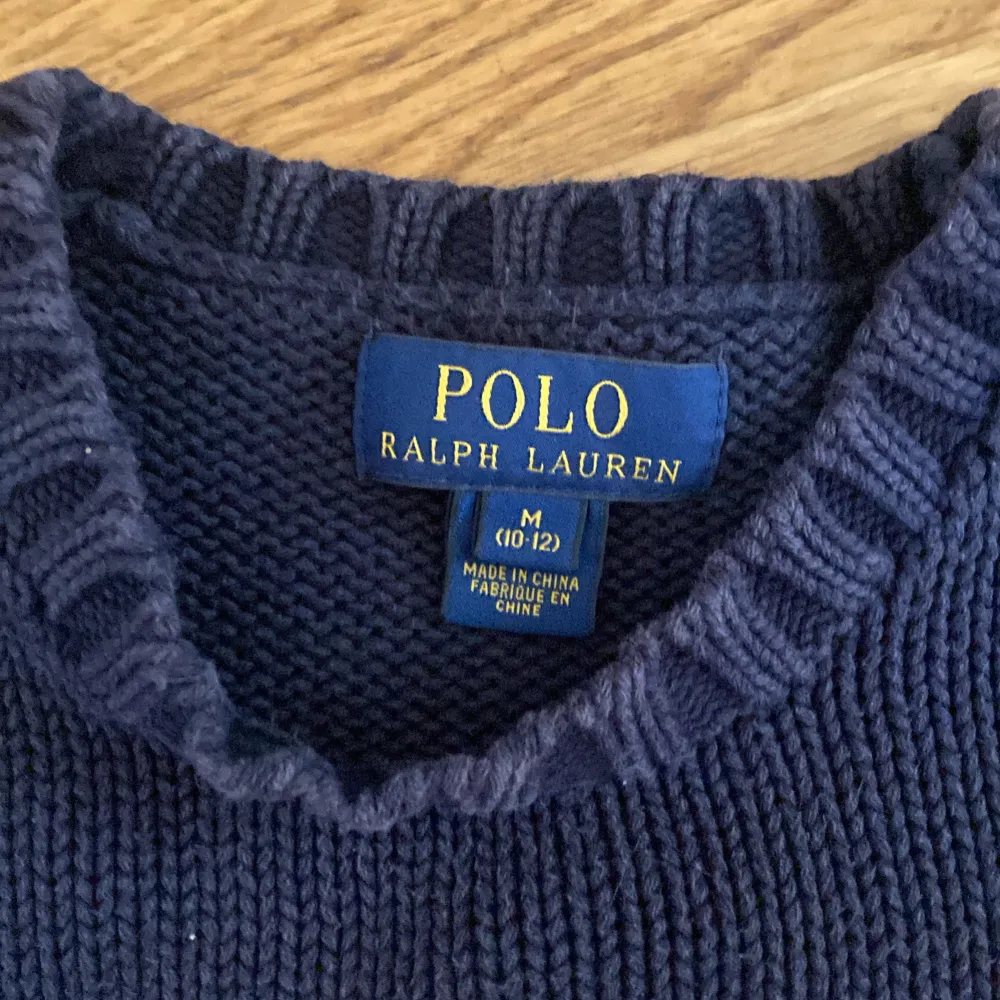 POLO
RALPH LAUREN
M
(10-12)
MADE IN CHINA
FABRIQUE EN
CHINE